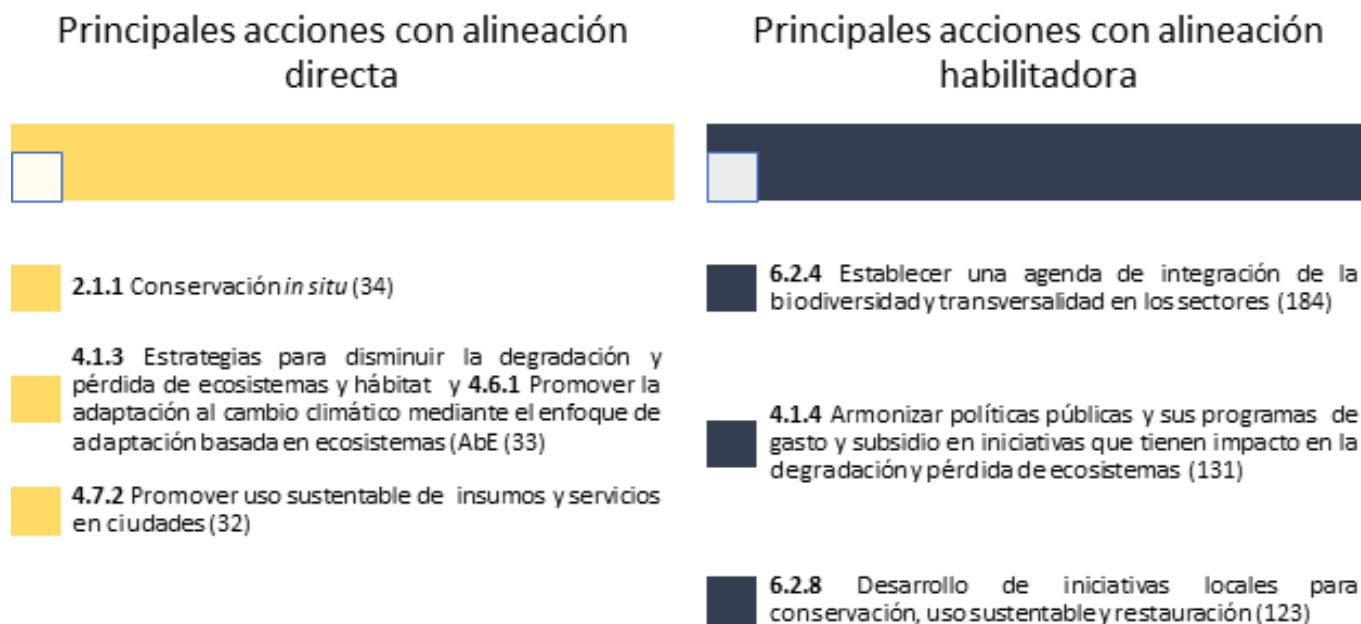 Principales acciones con alineación
directa
2.1.1 Conservación in situ (34)
4.1.3 Estrategias para disminuir la degradación y
pérdida de ecosistemas y hábitat y 4.6.1 Promover la
adaptación al cambio climático mediante el enfoque de
adaptación basada en ecosistemas (AbE (33)
4.7.2 Promover uso sustentable de insumos y servicios
en ciudades (32)
Principales acciones con alineación
habilitadora
6.2.4 Establecer una agenda de integración de la
biodiversidad y transversalidad en los sectores (184)
4.1.4 Armonizar políticas públicas y sus programas de
gasto y subsidio en iniciativas que tienen impacto en la
degradación y pérdida de ecosistemas (131)
6.2.8 Desarrollo de iniciativas locales para
conservación, uso sustentable y restauración (123)